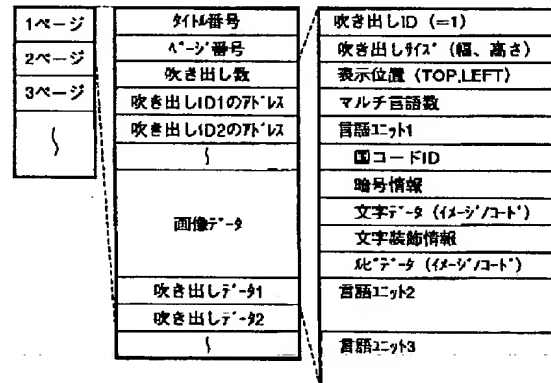 1ページ
2ページ
3ページ
ﾀｲﾄﾙ番号
ﾍﾟｰｼﾞ番号
吹き出し数
吹き出しID1のｱﾄﾞﾚｽ
吹き出しID2のｱﾄﾞﾚｽ
画像ﾃﾞｰﾀ
吹き出しﾃﾞｰﾀ1
吹き出しﾃﾞｰﾀ2
吹き出しID (=1)
吹き出しｻｲｽﾞ (幅、高さ)
表示位置 (TOP,LEFT)
マルチ言語数
言語ﾕﾆｯﾄ1
国コードID
暗号情報
文字ﾃﾞｰﾀ (ｲﾒｰｼﾞ/ｺｰﾄﾞ)
文字装飾情報
ﾙﾋﾞﾃﾞｰﾀ (ｲﾒｰｼﾞ/ｺｰﾄﾞ)
言語ﾕﾆｯﾄ2
言語ﾕﾆｯﾄ3